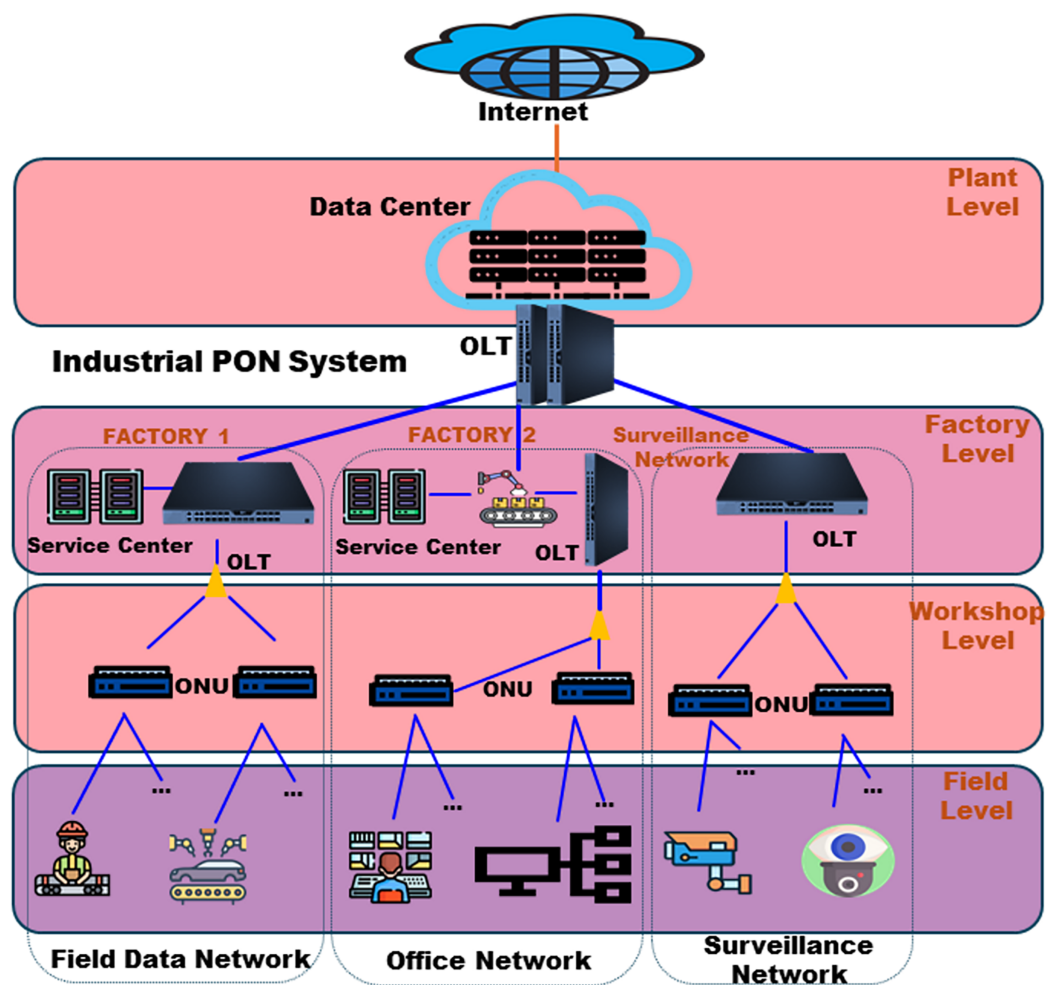 Internet
Plant
Level
Data Center
OLT
Industrial PON System
Factory
Level
FACTORY 1
FACTORY 2
Surveillance
Network
Service Center
OLT
Service Center
OLT
OLT
Workshop
Level
ONU
ONU
ONU
Field
Level
...
...
...
...
...
...
Field Data Network
Office Network
Surveillance
Network